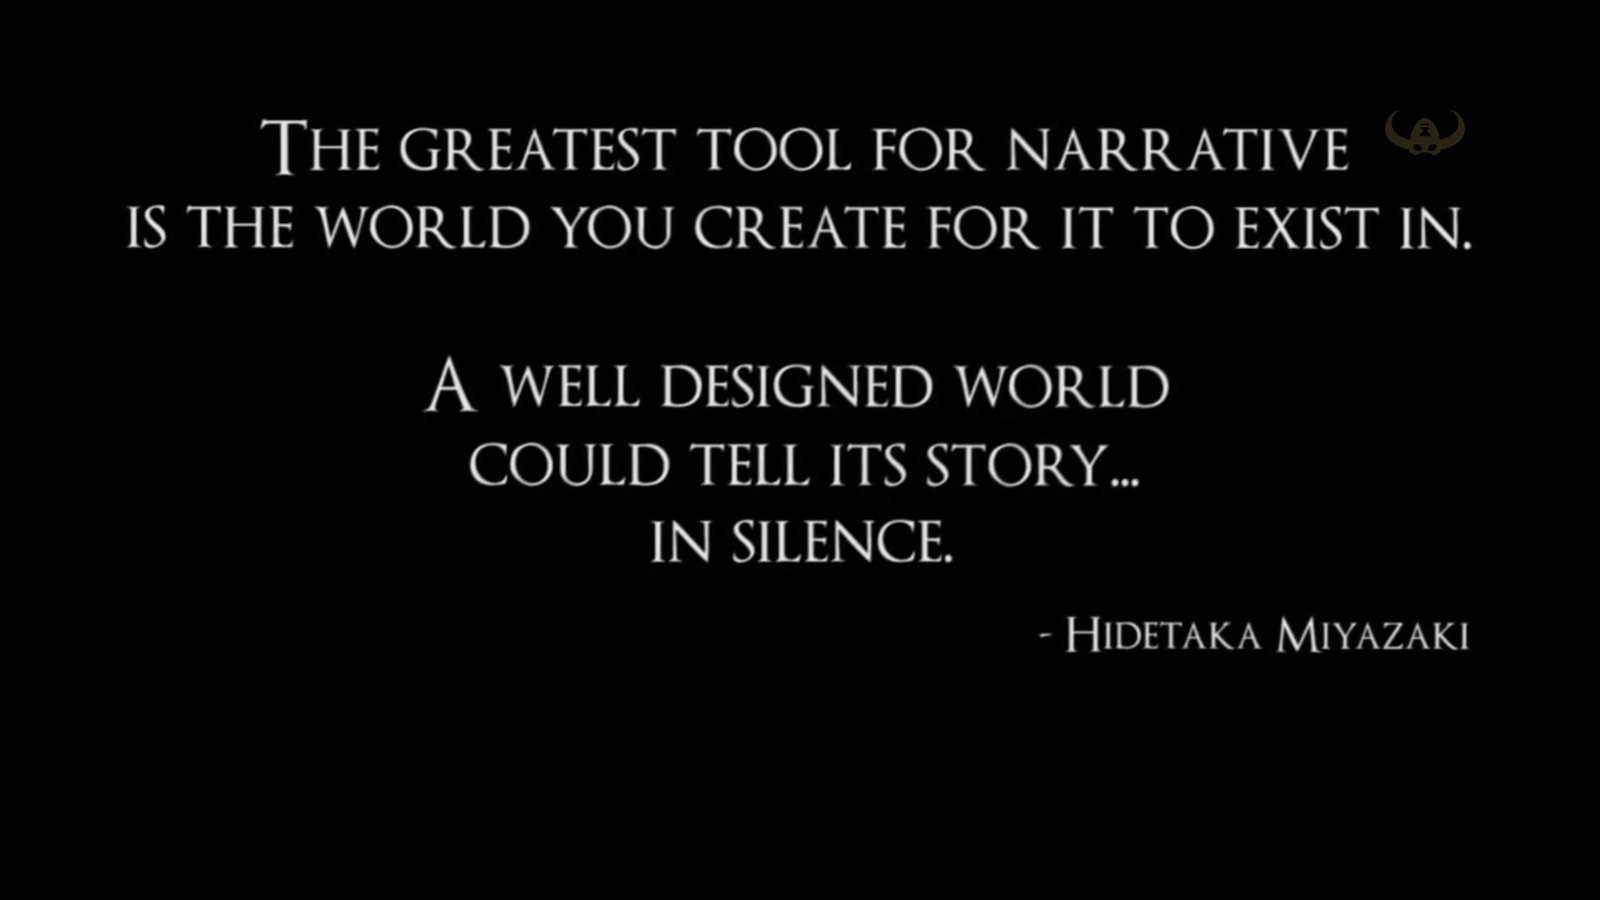 The greatest tool for narrative
is the world you create for it to exist in.
A well designed world
could tell its story...
in silence.
- Hidetaka Miyazaki